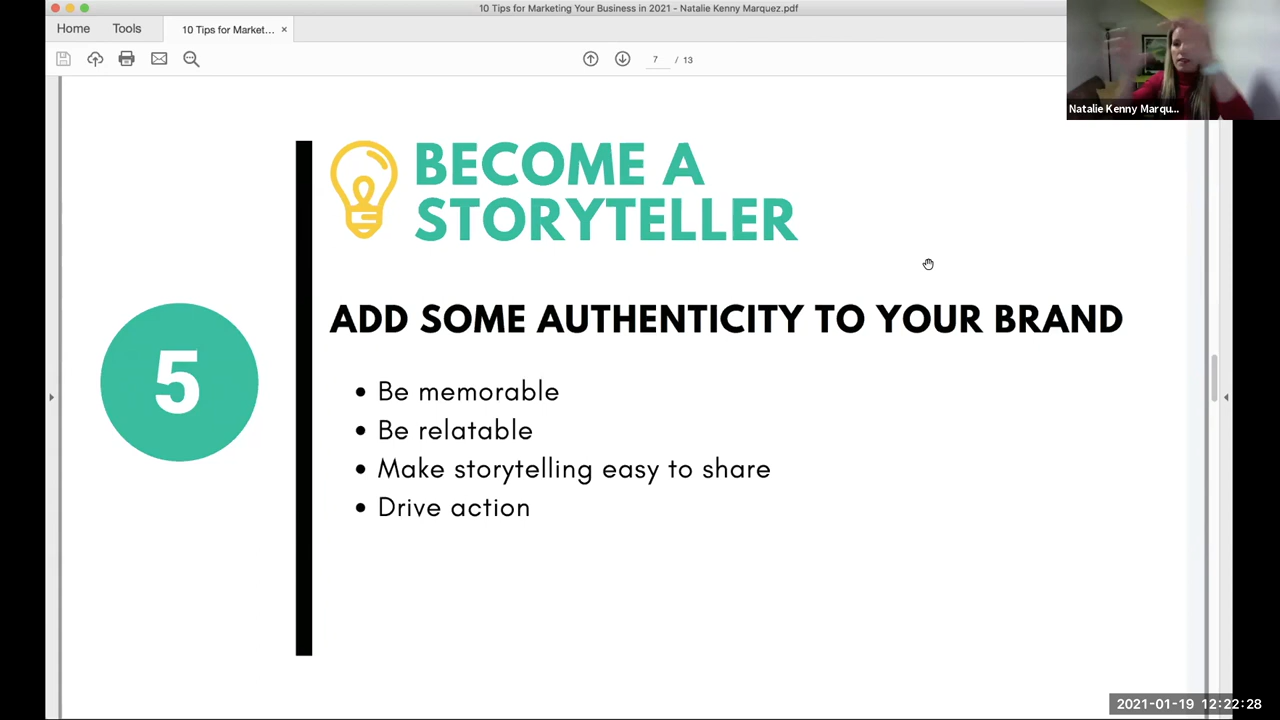 10 Tips for Marketing Your Business in 2021 - Natalie Kenny Marquez.pdf
Home Tools 10 Tips for Market... ×
7 / 13
Natalie Kenny Marqu...
BECOME A
STORYTELLER
ADD SOME AUTHENTICITY TO YOUR BRAND
5
• Be memorable
• Be relatable
• Make storytelling easy to share
• Drive action
2021-01-19 12:22:28